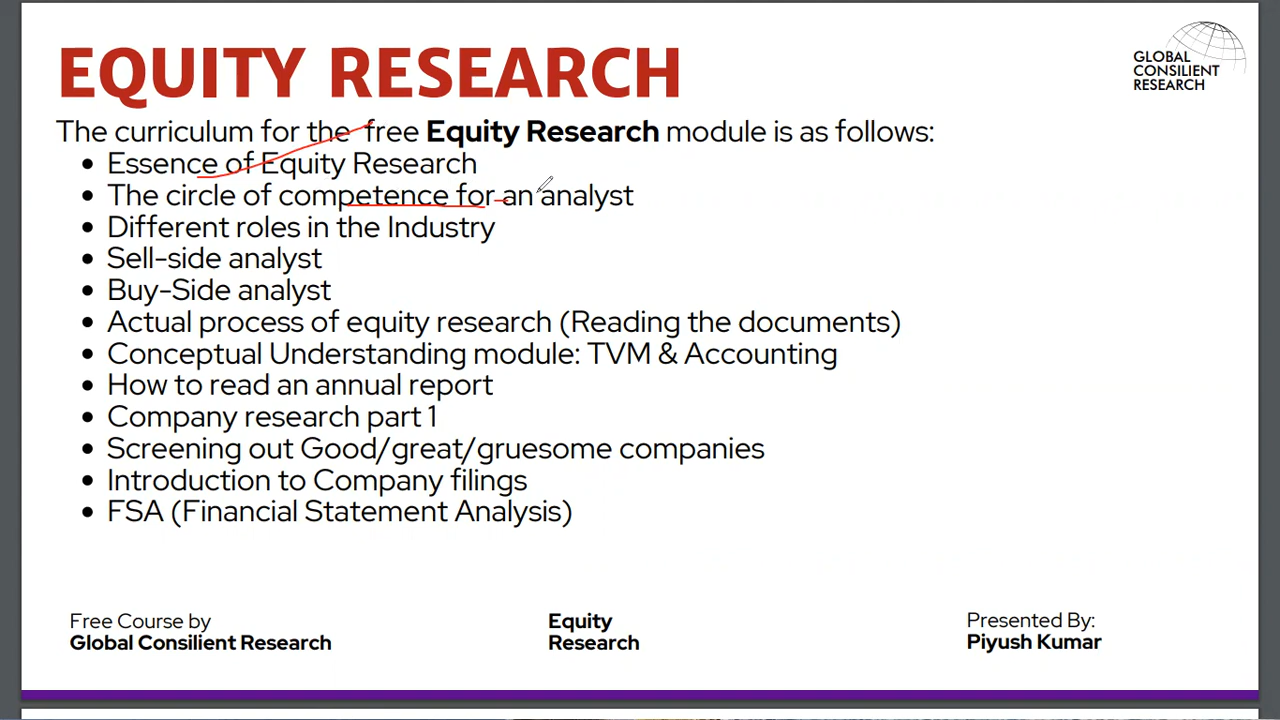 EQUITY RESEARCH
GLOBAL
CONSILIENT
RESEARCH
The curriculum for the free Equity Research module is as follows:
• Essence of Equity Research
• The circle of competence for an analyst
• Different roles in the Industry
• Sell-side analyst
• Buy-Side analyst
• Actual process of equity research (Reading the documents)
• Conceptual Understanding module: TVM & Accounting
• How to read an annual report
• Company research part 1
• Screening out Good/great/gruesome companies
• Introduction to Company filings
• FSA (Financial Statement Analysis)
Free Course by
Global Consilient Research
Equity
Research
Presented By:
Piyush Kumar